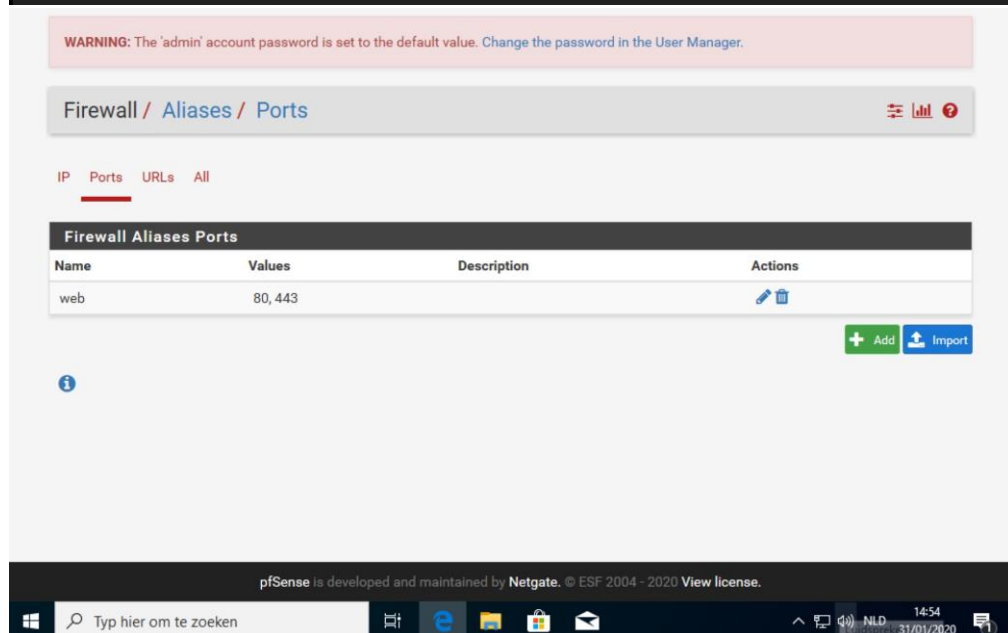 WARNING: The 'admin' account password is set to the default value. Change the password in the User Manager.
Firewall / Aliases / Ports
IP Ports URLs All
Firewall Aliases Ports
Name Values Description Actions
web 80, 443
Add Import
pfSense is developed and maintained by Netgate. © ESF 2004 - 2020 View license.
Typ hier om te zoeken
NLD
14:54
31/01/2020